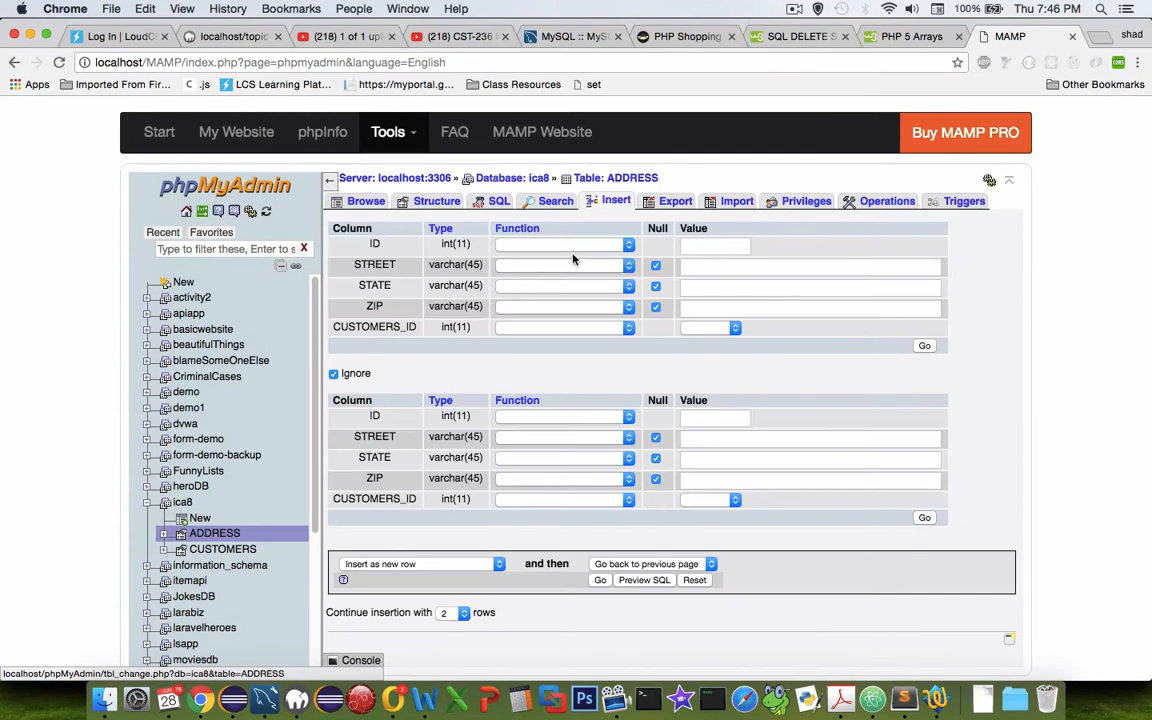 Chrome File Edit View History Bookmarks People Window Help 100% Thu 7:46 PM
Log In | LoudCl localhost/topic (218) 1 of 1 upl (218) CST-236 F MySQL :: MySC PHP Shopping SQL DELETE S PHP 5 Arrays MAMP shad
localhost/MAMP/index.php?page=phpmyadmin&language=English
Apps Imported From Fir... .js LCS Learning Plat... https://myportal.g... Class Resources set Other Bookmarks
Start My Website phpInfo Tools FAQ MAMP Website Buy MAMP PRO
phpMyAdmin
Recent Favorites
Type to filter these, Enter to s X
New
activity2
apiapp
basicwebsite
beautifulThings
blameSomeOneElse
CriminalCases
demo
demo1
dvwa
form-demo
form-demo-backup
FunnyLists
heroDB
ica8
New
ADDRESS
CUSTOMERS
information_schema
itemapi
JokesDB
larabiz
laravelheroes
lsapp
moviesdb
Server: localhost:3306 » Database: ica8 » Table: ADDRESS
Browse Structure SQL Search Insert Export Import Privileges Operations Triggers
Column Type Function Null Value
ID int(11)
STREET varchar(45)
STATE varchar(45)
ZIP varchar(45)
CUSTOMERS_ID int(11)
Go
Ignore
Column Type Function Null Value
ID int(11)
STREET varchar(45)
STATE varchar(45)
ZIP varchar(45)
CUSTOMERS_ID int(11)
Go
Insert as new row and then Go back to previous page
Go Preview SQL Reset
Continue insertion with 2 rows
Console
localhost/phpMyAdmin/tbl_change.php?db=ica8&table=ADDRESS